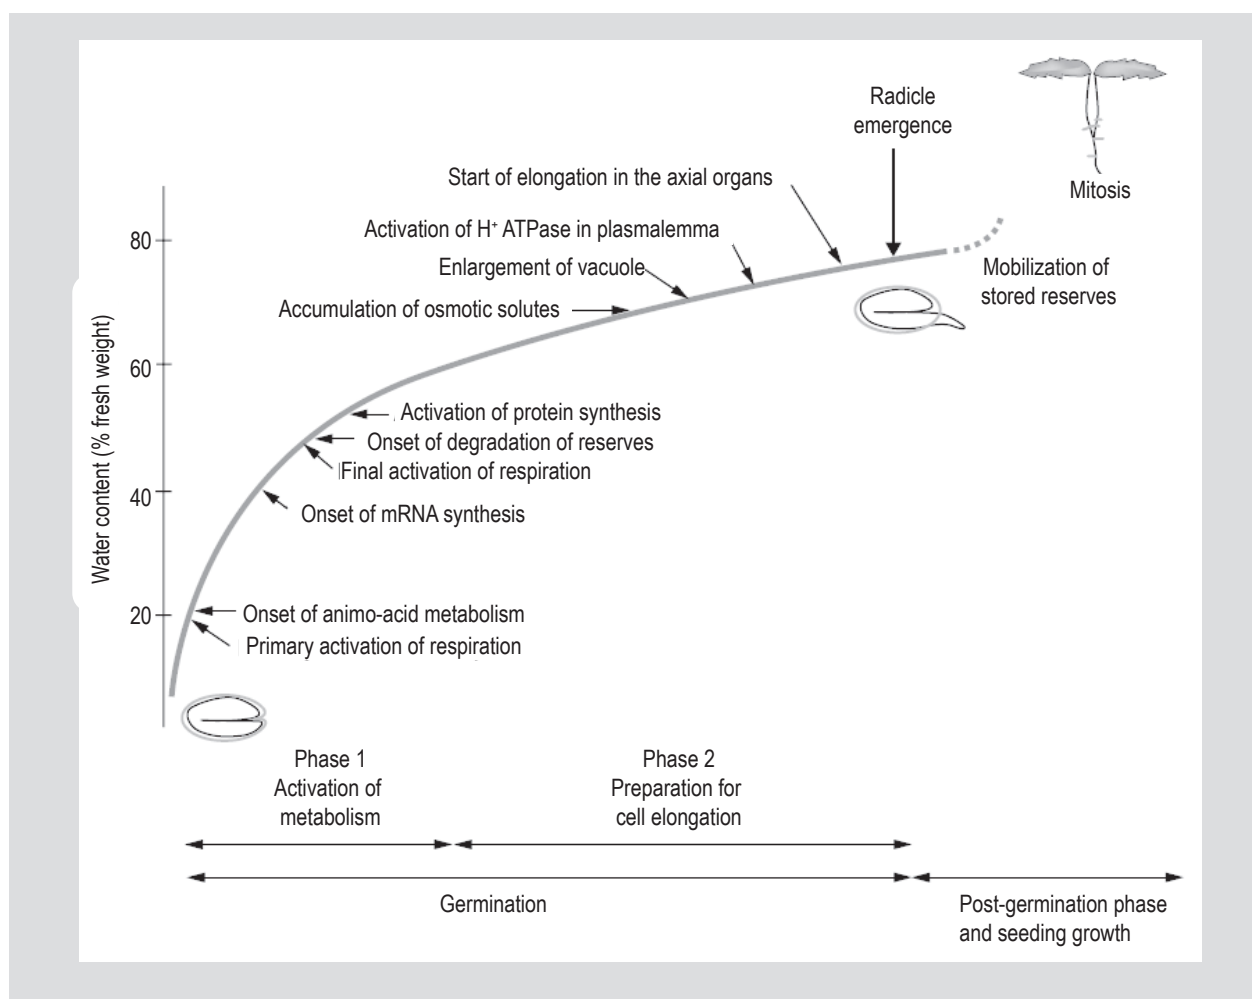 Radicle
emergence
Mitosis
Start of elongation in the axial organs
Activation of H⁺ ATPase in plasmalemma
Enlargement of vacuole
Mobilization of
stored reserves
Accumulation of osmotic solutes
80
60
40
20
Water content (% fresh weight)
Activation of protein synthesis
Onset of degradation of reserves
Final activation of respiration
Onset of mRNA synthesis
Onset of animo-acid metabolism
Primary activation of respiration
Phase 1
Activation of
metabolism
Phase 2
Preparation for
cell elongation
Germination
Post-germination phase
and seeding growth